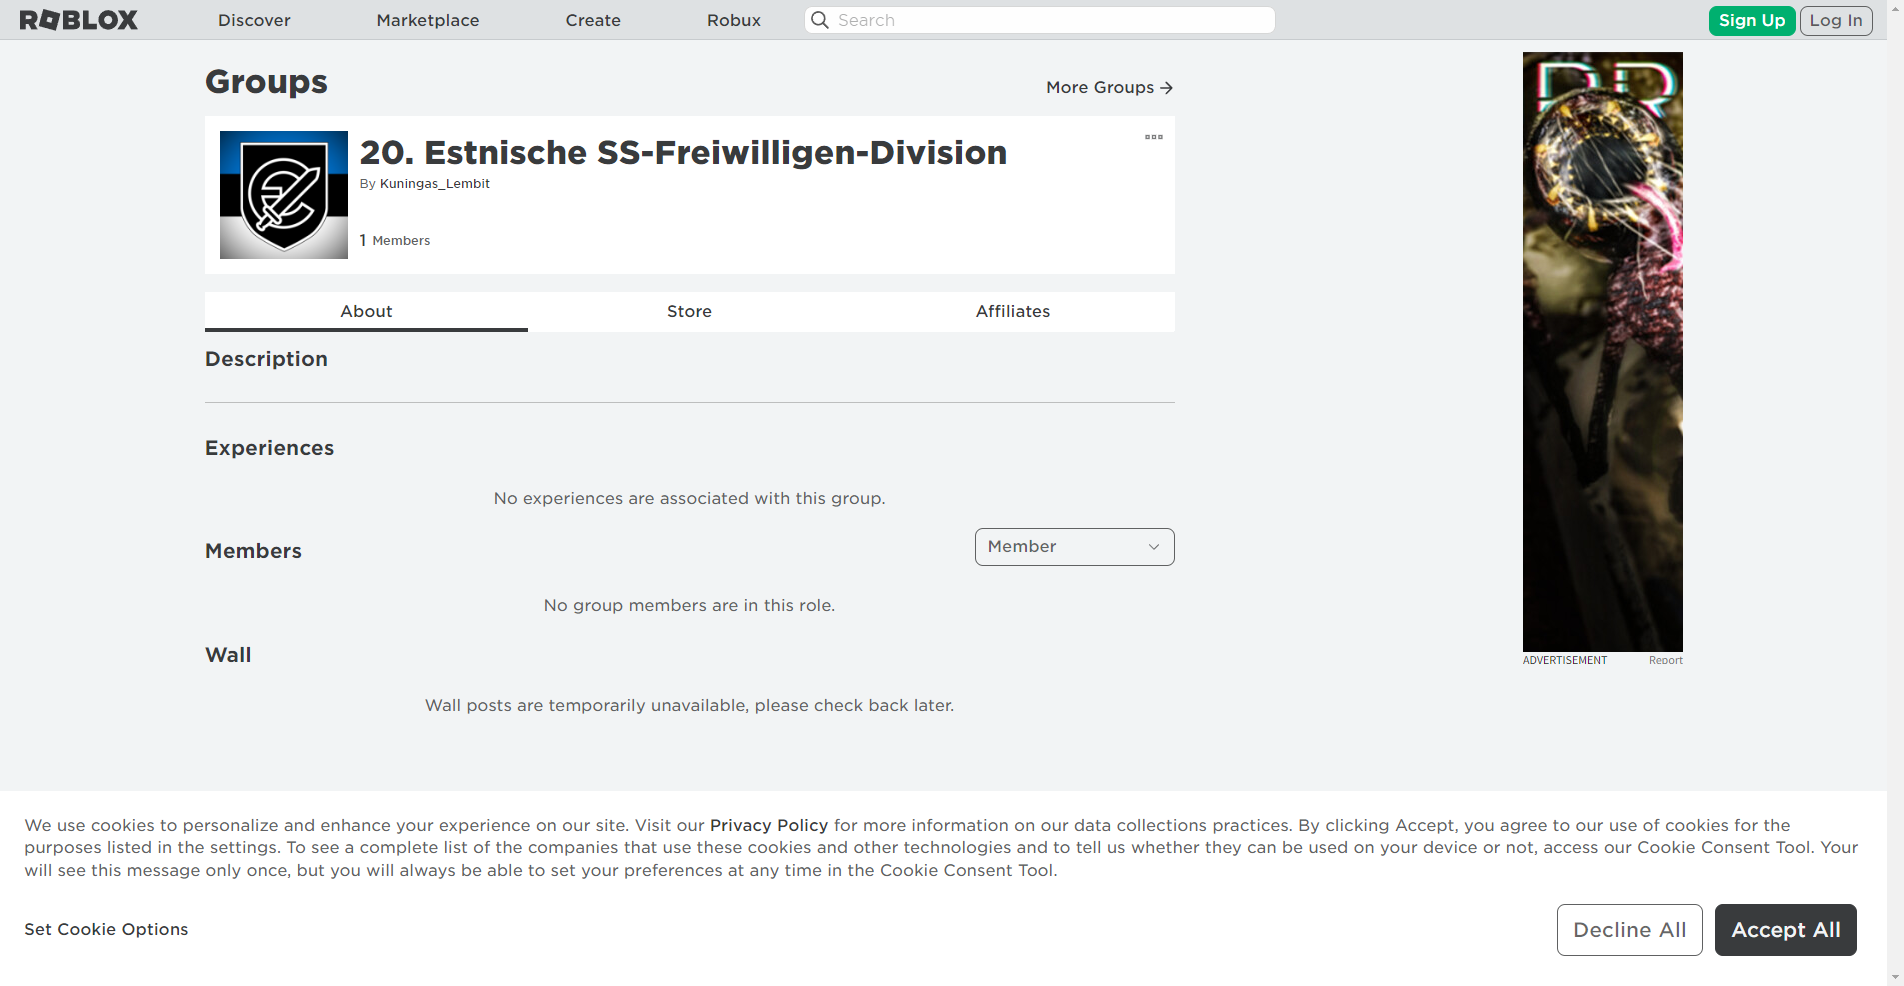 ROBLOX
Discover
Marketplace
Create
Robux
Search
Sign Up
Log In
Groups
More Groups
20. Estnische SS-Freiwilligen-Division
By Kuningas_Lembit
1 Members
About
Store
Affiliates
Description
Experiences
No experiences are associated with this group.
Members
Member
No group members are in this role.
Wall
Wall posts are temporarily unavailable, please check back later.
DR
ADVERTISEMENT
Report
We use cookies to personalize and enhance your experience on our site. Visit our Privacy Policy for more information on our data collections practices. By clicking Accept, you agree to our use of cookies for the
purposes listed in the settings. To see a complete list of the companies that use these cookies and other technologies and to tell us whether they can be used on your device or not, access our Cookie Consent Tool. Your
will see this message only once, but you will always be able to set your preferences at any time in the Cookie Consent Tool.
Set Cookie Options
Decline All
Accept All